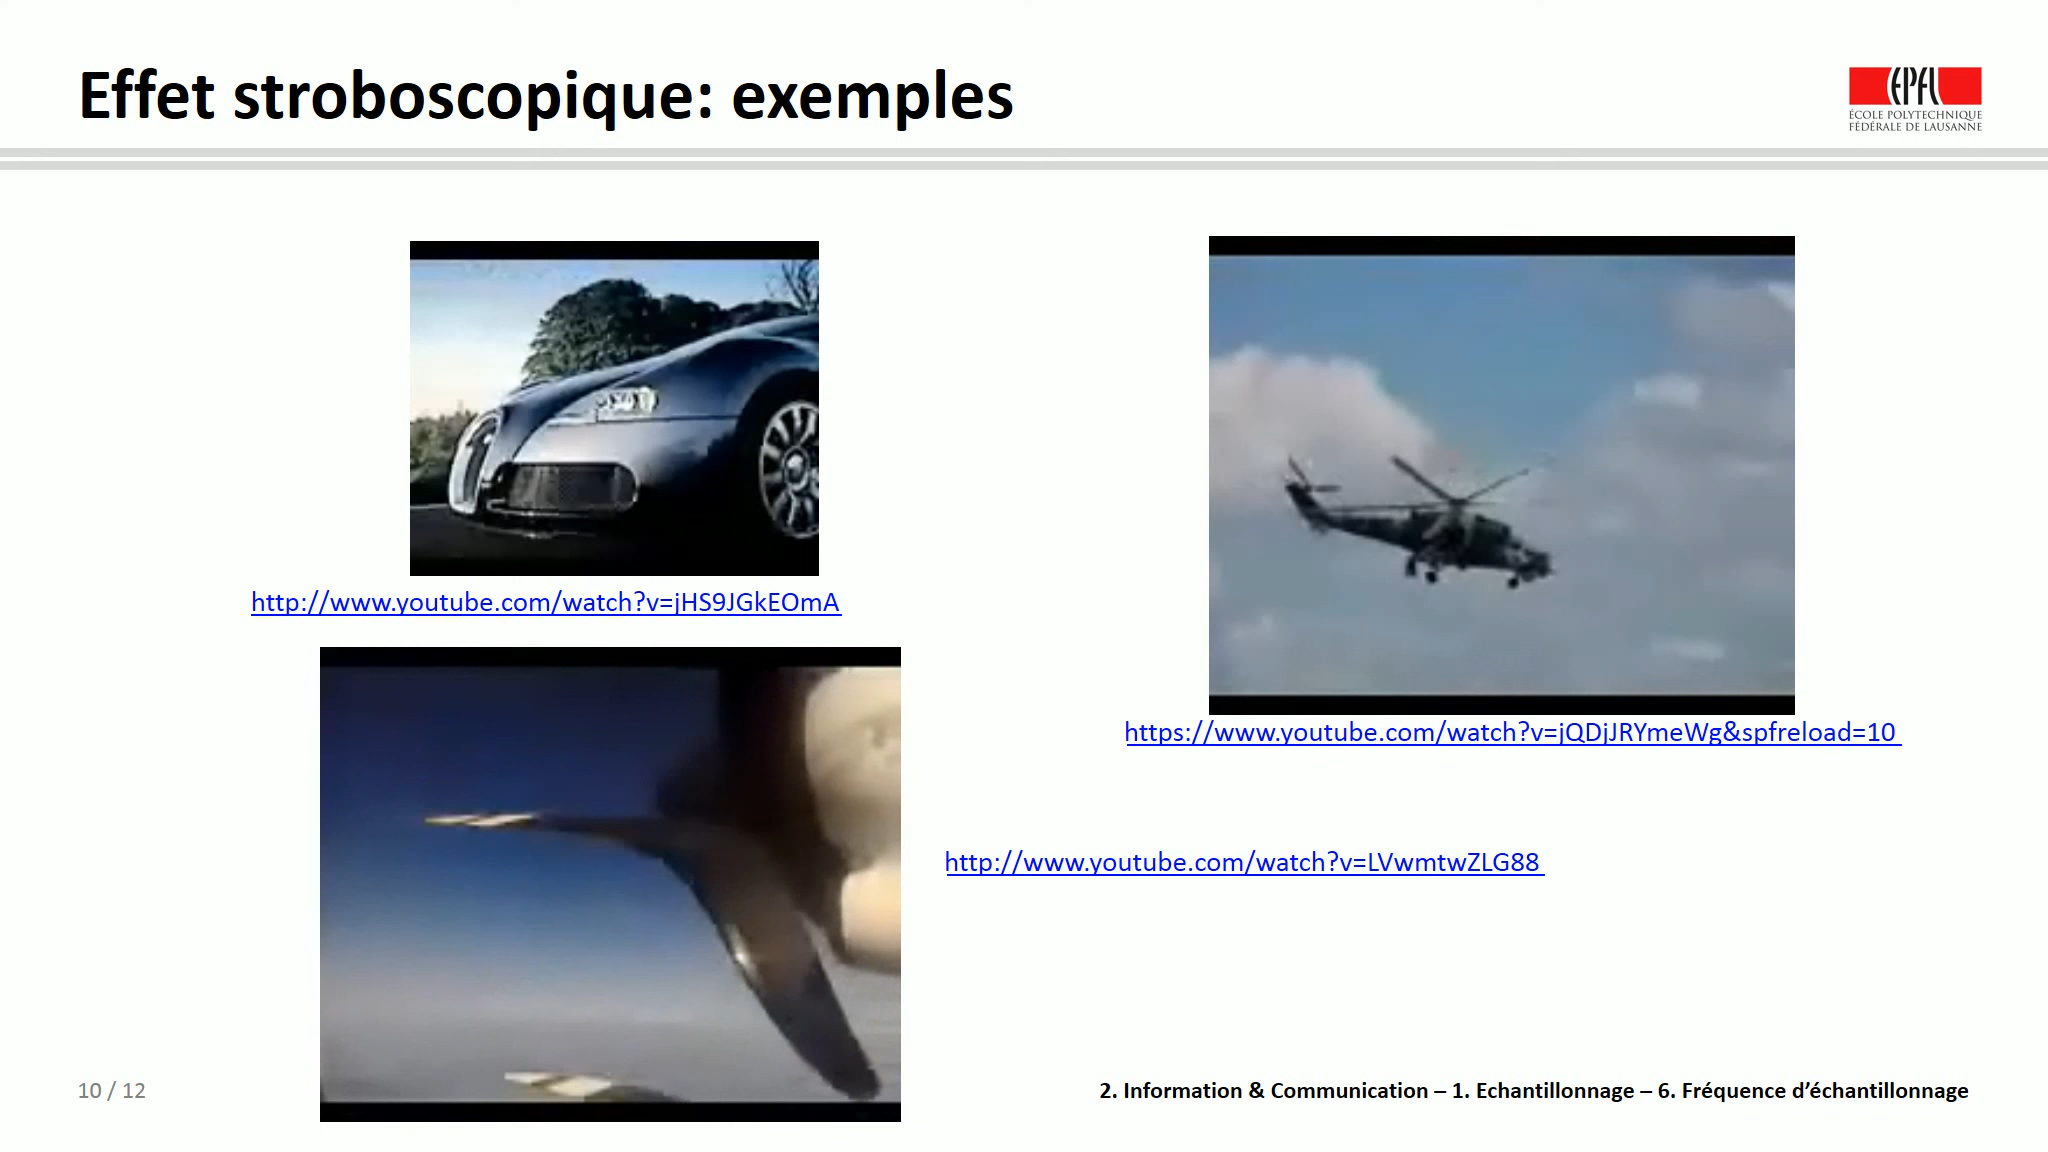 Effet stroboscopique: exemples
EPFL
ÉCOLE POLYTECHNIQUE
FÉDÉRALE DE LAUSANNE
http://www.youtube.com/watch?v=jHS9JGkEOmA
https://www.youtube.com/watch?v=jQDjJRYmeWg&spfreload=10
http://www.youtube.com/watch?v=LVwmtwZLG88
10 / 12
2. Information & Communication – 1. Echantillonnage – 6. Fréquence d’échantillonnage